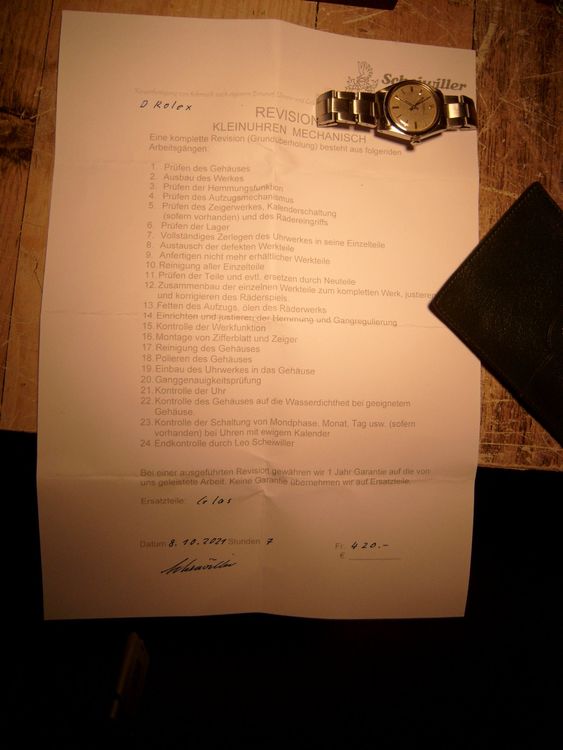 Scheiwiller
D Rolex
REVISION
KLEINUHREN MECHANISCH
Eine komplette Revision (Grundüberholung) besteht aus folgenden
Arbeitsgängen:
1. Prüfen des Gehäuses
2. Ausbau des Werkes
3. Prüfen der Hemmungsfunktion
4. Prüfen des Aufzugsmechanismus
5. Prüfen des Zeigerwerkes, Kalenderschaltung
(sofern vorhanden) und des Rädereingriffs
6. Prüfen der Lager
7. Vollständiges Zerlegen des Uhrwerkes in seine Einzelteile
8. Austausch der defekten Werkteile
9. Anfertigen nicht mehr erhältlicher Werkteile
10. Reinigung aller Einzelteile
11. Prüfen der Teile und evtl. ersetzen durch Neuteile
12. Zusammenbau der einzelnen Werkteile zum kompletten Werk, justieren
und korrigieren des Räderspiels.
13. Fetten des Aufzugs, ölen des Räderwerks
14. Einrichten und justieren der Hemmung und Gangregulierung
15. Kontrolle der Werkfunktion
16. Montage von Zifferblatt und Zeiger
17. Reinigung des Gehäuses
18. Polieren des Gehäuses
19. Einbau des Uhrwerkes in das Gehäuse
20. Ganggenauigkeitsprüfung
21. Kontrolle der Uhr
22. Kontrolle des Gehäuses auf die Wasserdichtheit bei geeignetem
Gehäuse.
23. Kontrolle der Schaltung von Mondphase, Monat, Tag usw. (sofern
vorhanden) bei Uhren mit ewigem Kalender
24. Endkontrolle durch Leo Scheiwiller
Bei einer ausgeführten Revision gewähren wir 1 Jahr Garantie auf die von
uns geleistete Arbeit. Keine Garantie übernehmen wir auf Ersatzteile.
Ersatzteile: Glas
Datum 8.10.2021 Stunden 7 Fr. 420.-
€
Scheiwiller